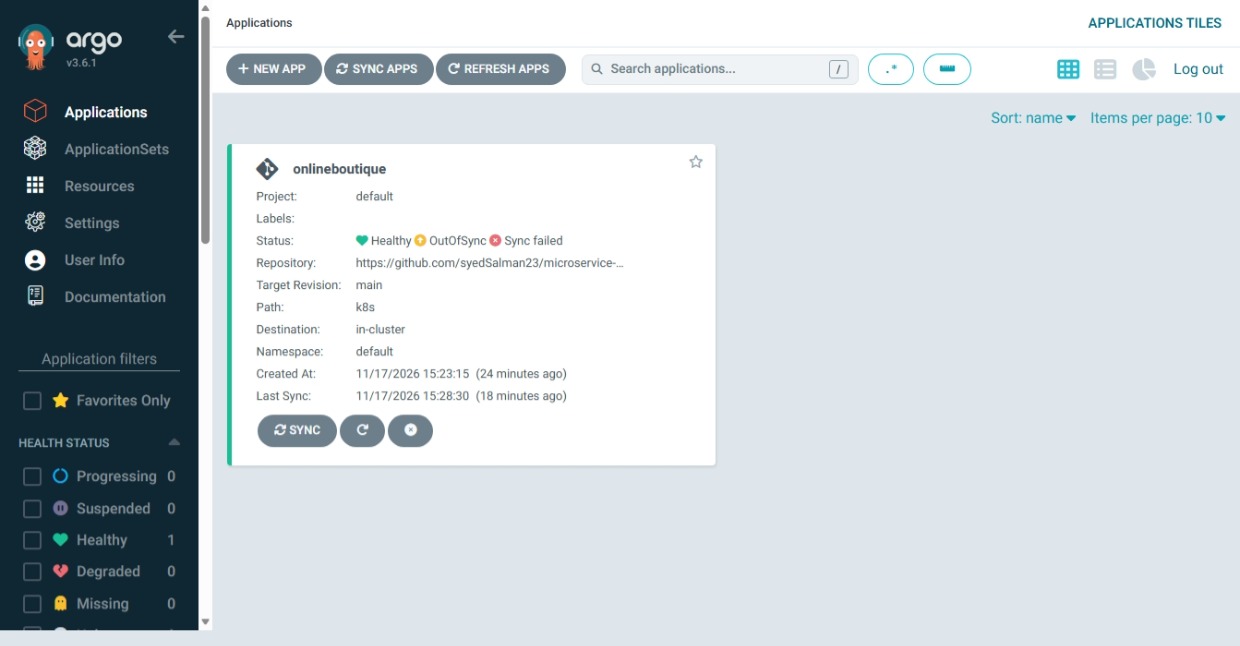 argo
v3.6.1
Applications
ApplicationSets
Resources
Settings
User Info
Documentation
Application filters
Favorites Only
HEALTH STATUS
Progressing 0
Suspended 0
Healthy 1
Degraded 0
Missing 0
Applications
APPLICATIONS TILES
+ NEW APP SYNC APPS REFRESH APPS Search applications... / .* Log out
Sort: name Items per page: 10
onlineboutique
Project: default
Labels:
Status: Healthy OutOfSync Sync failed
Repository: https://github.com/syedSalman23/microservice-...
Target Revision: main
Path: k8s
Destination: in-cluster
Namespace: default
Created At: 11/17/2026 15:23:15 (24 minutes ago)
Last Sync: 11/17/2026 15:28:30 (18 minutes ago)
SYNC